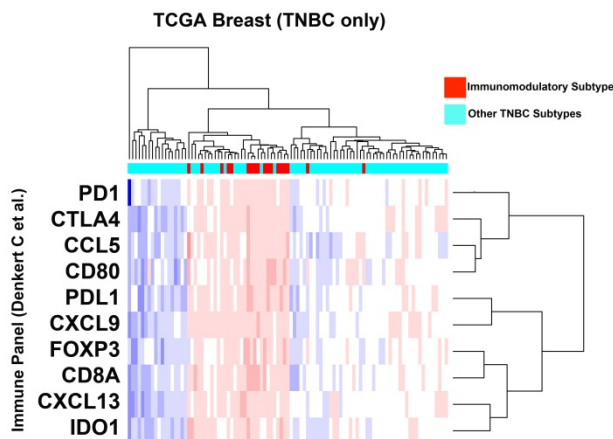 TCGA Breast (TNBC only)
Immunomodulatory Subtype
Other TNBC Subtypes
Immune Panel (Denkert C et al.)
PD1
CTLA4
CCL5
CD80
PDL1
CXCL9
FOXP3
CD8A
CXCL13
IDO1